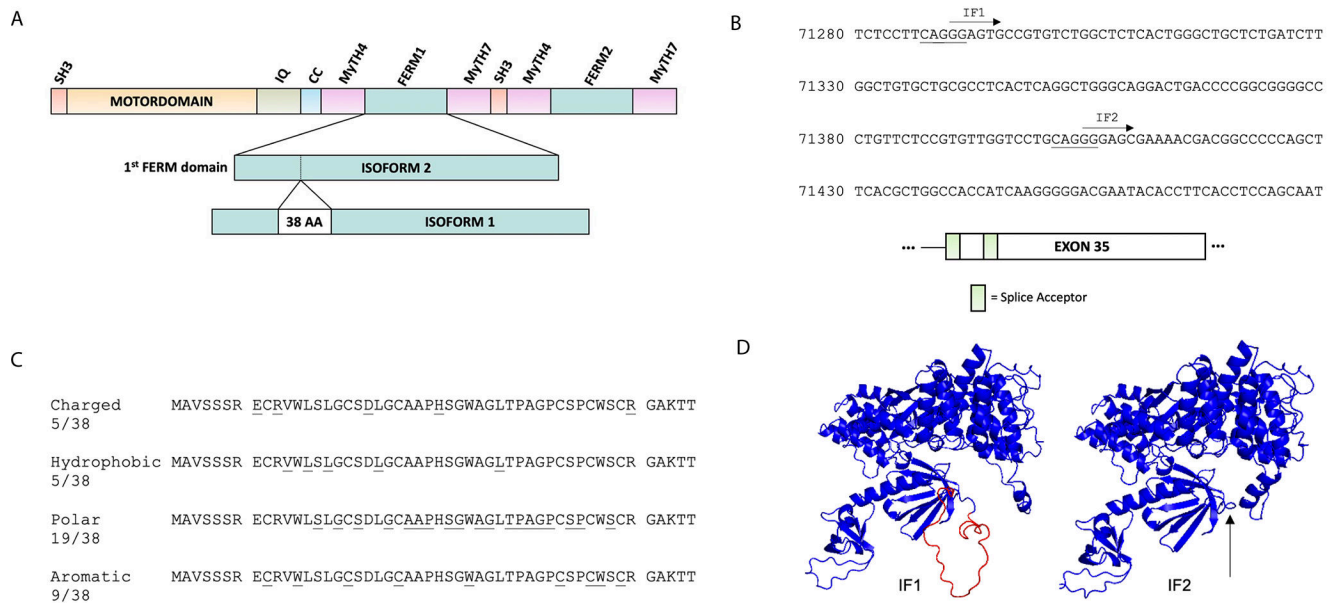 A
SH3
IQ
CC
MyTH4
FERM1
MyTH7
SH3
MyTH4
FERM2
MyTH7
MOTORDOMAIN
1st FERM domain
ISOFORM 2
38 AA
ISOFORM 1
B
IF1
71280 TCTCCTTCAGGGAGTGCCGTGTCTGGCTCTCACTGGGCTGCTCTGATCTT
71330 GGCTGTGCTGCGCCTCACTCAGGCTGGGCAGGACTGACCCCGGCGGGGCC
IF2
71380 CTGTTCTCCGTGTTGGTCCTGCAGGGGAGCGAAAACGACGGCCCCCAGCT
71430 TCACGCTGGCCACCATCAAGGGGGACGAATACACCTTCACCTCCAGCAAT
... EXON 35 ...
= Splice Acceptor
C
Charged MAVSSSR ECRVWLSLGCSDLGCAAPHSGWAGLTPAGPCSPCWSCR GAKTT
5/38
Hydrophobic MAVSSSR ECRVWLSLGCSDLGCAAPHSGWAGLTPAGPCSPCWSCR GAKTT
5/38
Polar MAVSSSR ECRVWLSLGCSDLGCAAPHSGWAGLTPAGPCSPCWSCR GAKTT
19/38
Aromatic MAVSSSR ECRVWLSLGCSDLGCAAPHSGWAGLTPAGPCSPCWSCR GAKTT
9/38
D
IF1
IF2